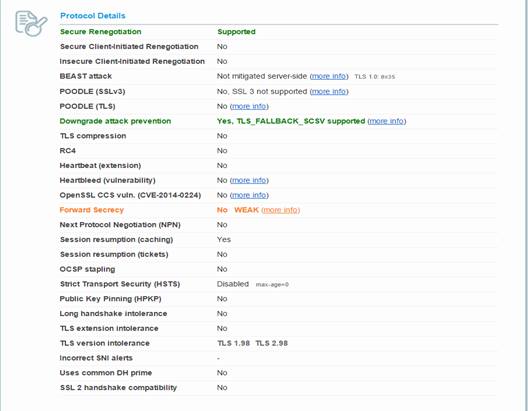 Protocol Details
Secure Renegotiation Supported
Secure Client-Initiated Renegotiation No
Insecure Client-Initiated Renegotiation No
BEAST attack Not mitigated server-side (more info) TLS 1.0: 0x35
POODLE (SSLv3) No, SSL 3 not supported (more info)
POODLE (TLS) No (more info)
Downgrade attack prevention Yes, TLS_FALLBACK_SCSV supported (more info)
TLS compression No
RC4 No
Heartbeat (extension) No
Heartbleed (vulnerability) No (more info)
OpenSSL CCS vuln. (CVE-2014-0224) No (more info)
Forward Secrecy No WEAK (more info)
Next Protocol Negotiation (NPN) No
Session resumption (caching) Yes
Session resumption (tickets) No
OCSP stapling No
Strict Transport Security (HSTS) Disabled max-age=0
Public Key Pinning (HPKP) No
Long handshake intolerance No
TLS extension intolerance No
TLS version intolerance TLS 1.98 TLS 2.98
Incorrect SNI alerts -
Uses common DH prime No
SSL 2 handshake compatibility No